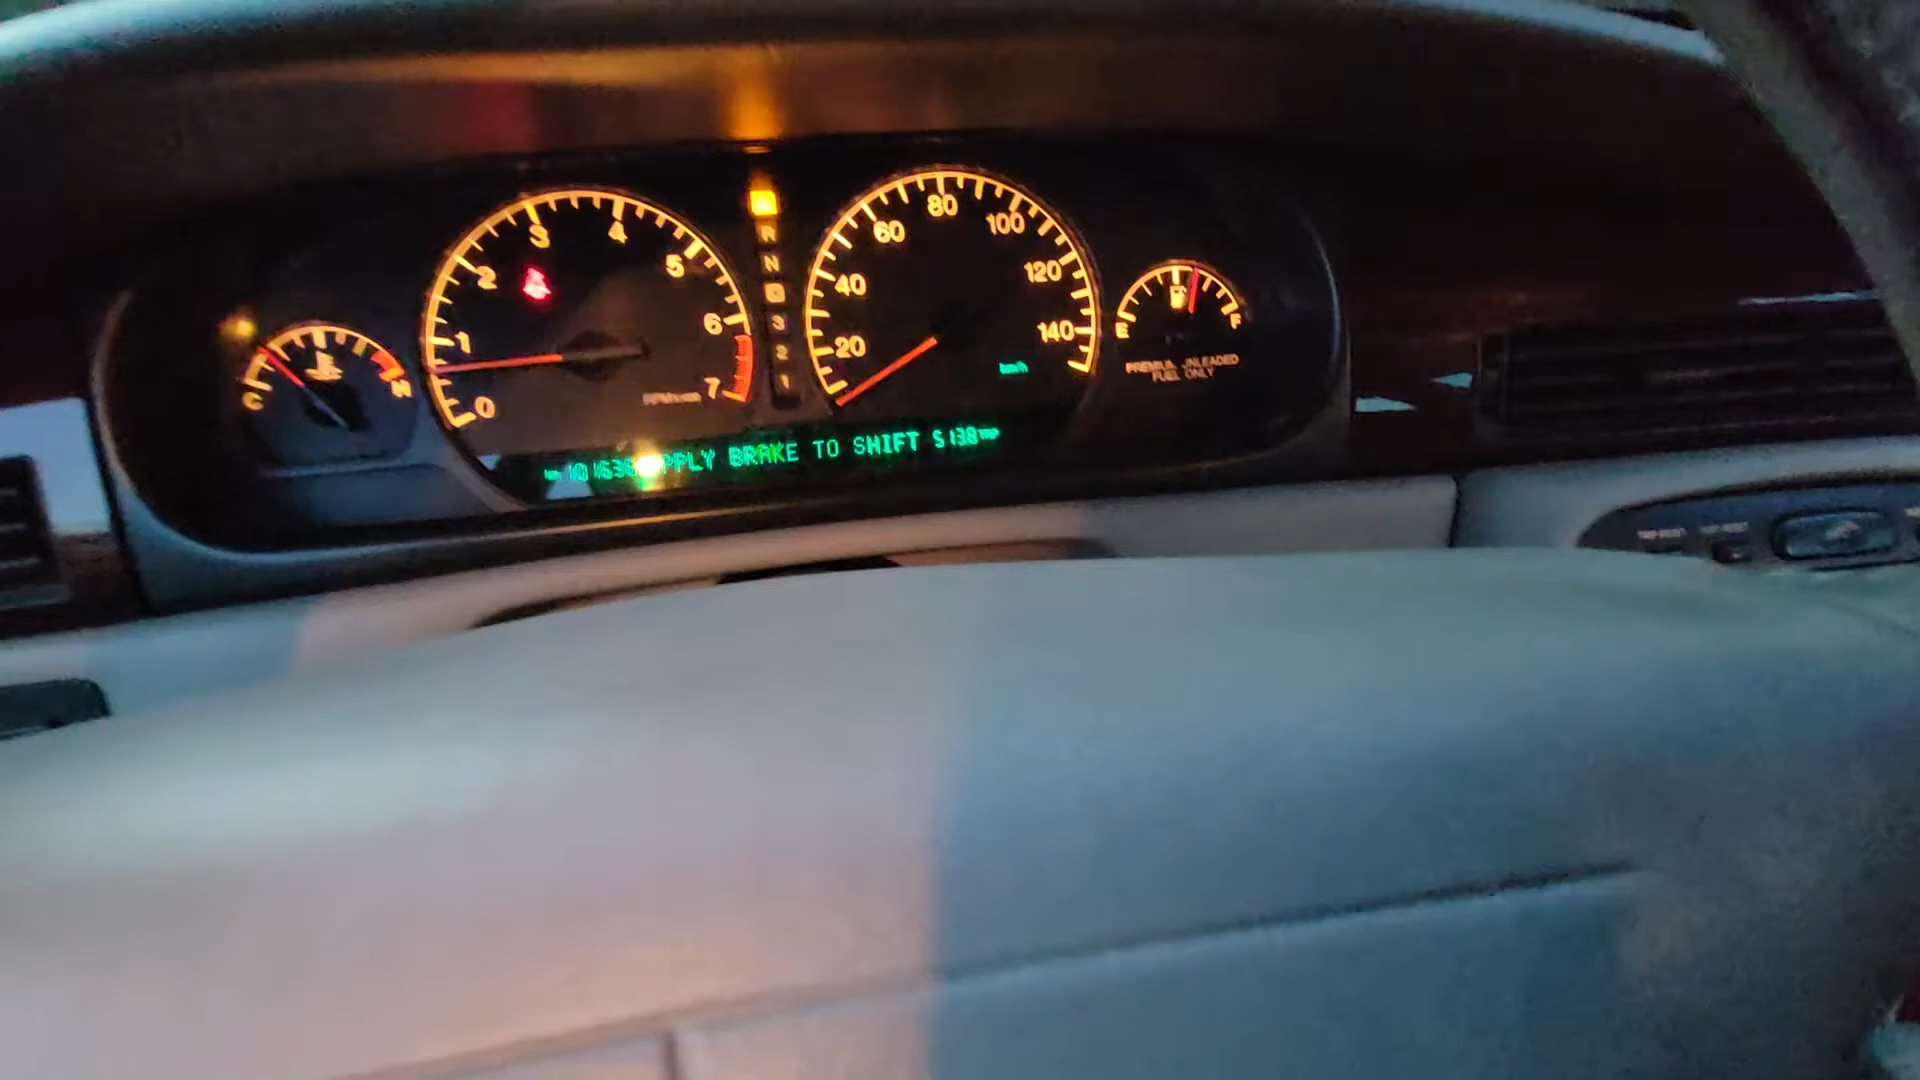 3 4
2 5
1 6
0 7
R
N
D
3
2
1
60 80 100
40 120
20 140
km/h
C H
E F
PREMIUM UNLEADED
FUEL ONLY
APPLY BRAKE TO SHIFT